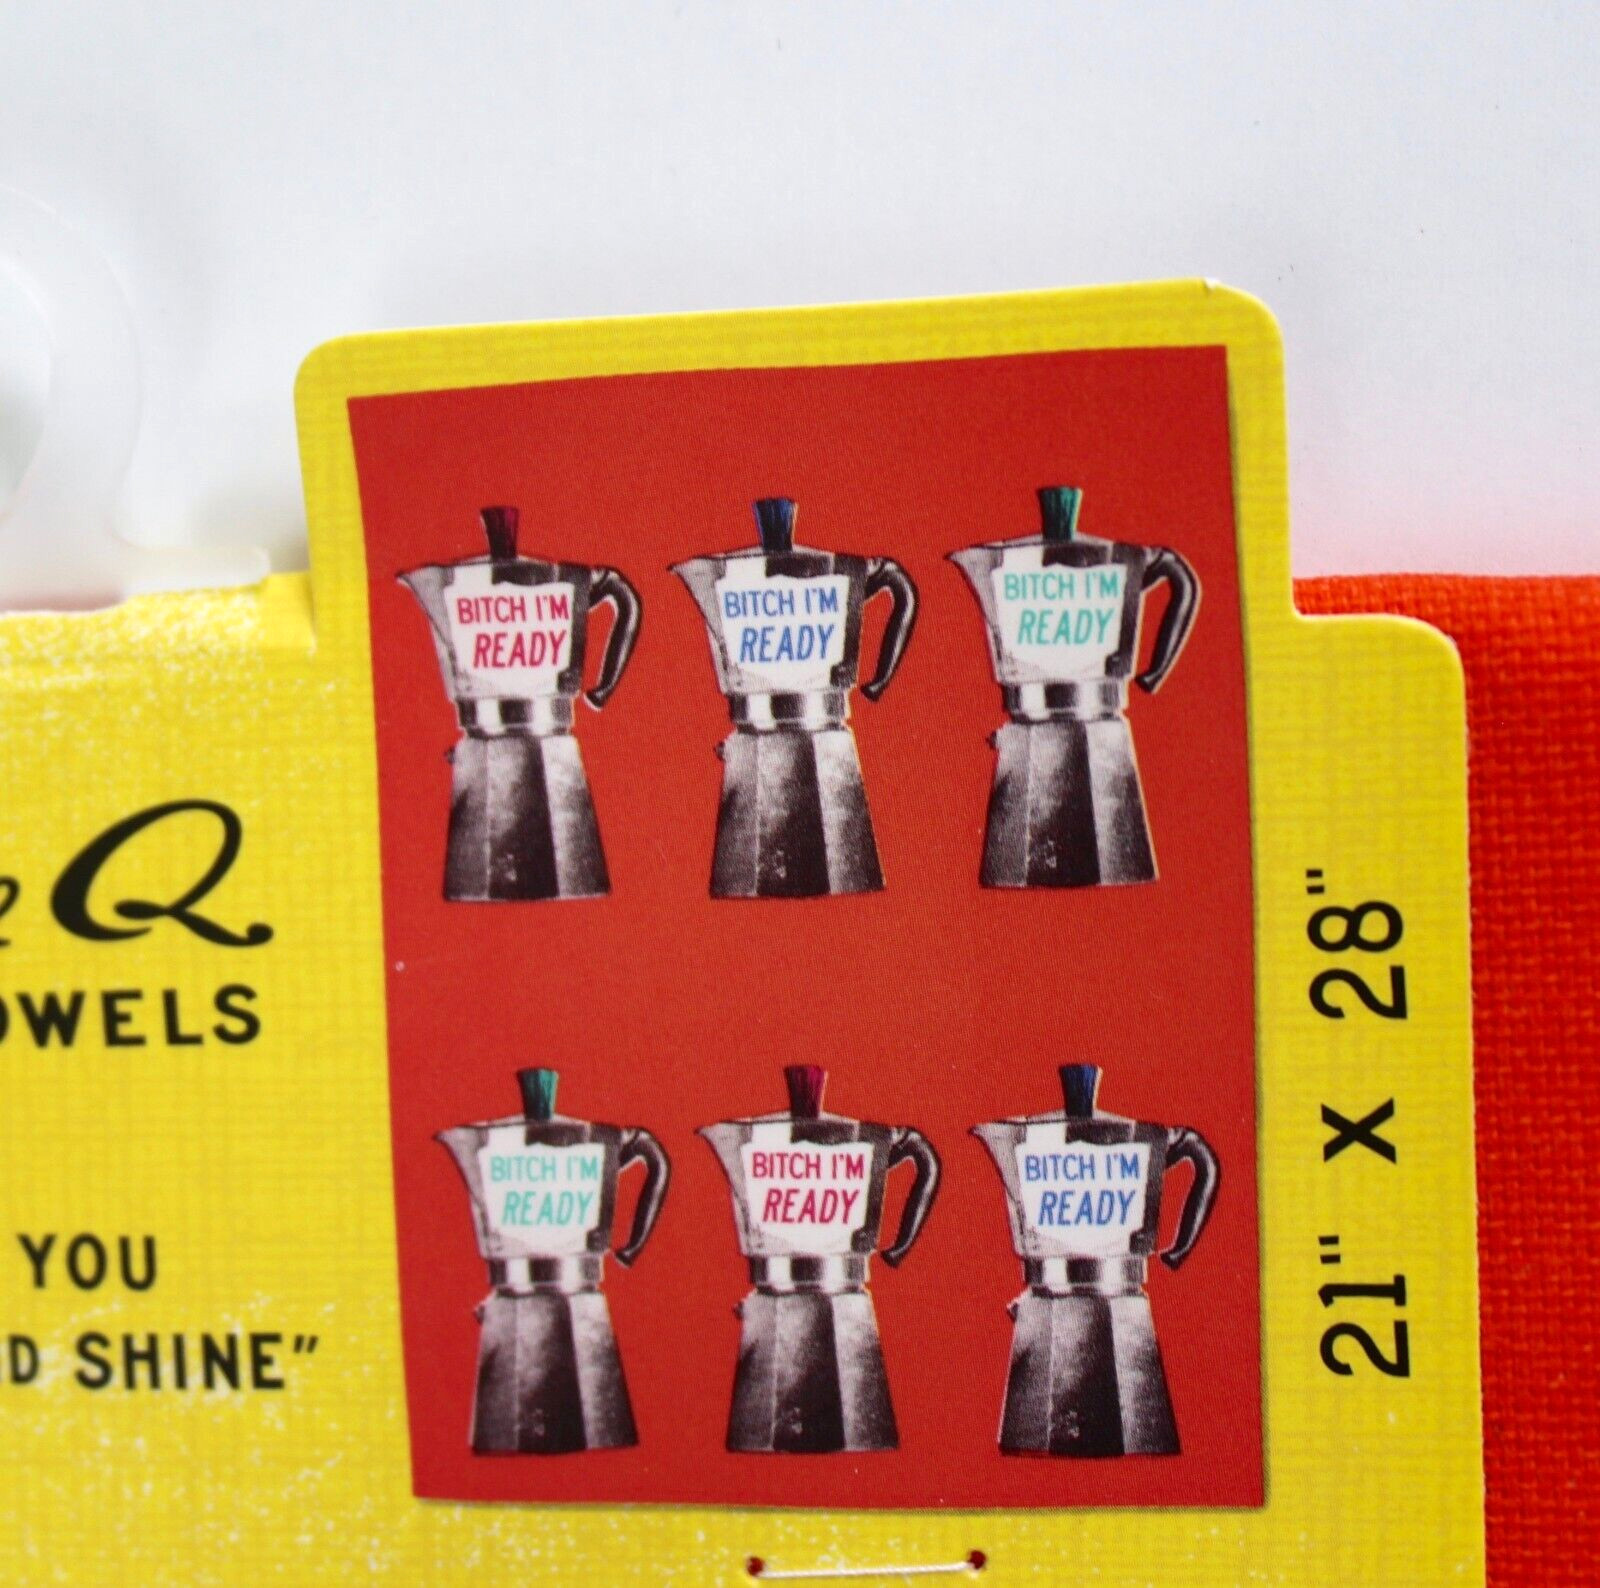 BITCH I'M
READY
BITCH I'M
READY
BITCH I'M
READY
Q
OWELS
YOU
D SHINE"
BITCH I'M
READY
BITCH I'M
READY
BITCH I'M
READY
21" X 28"